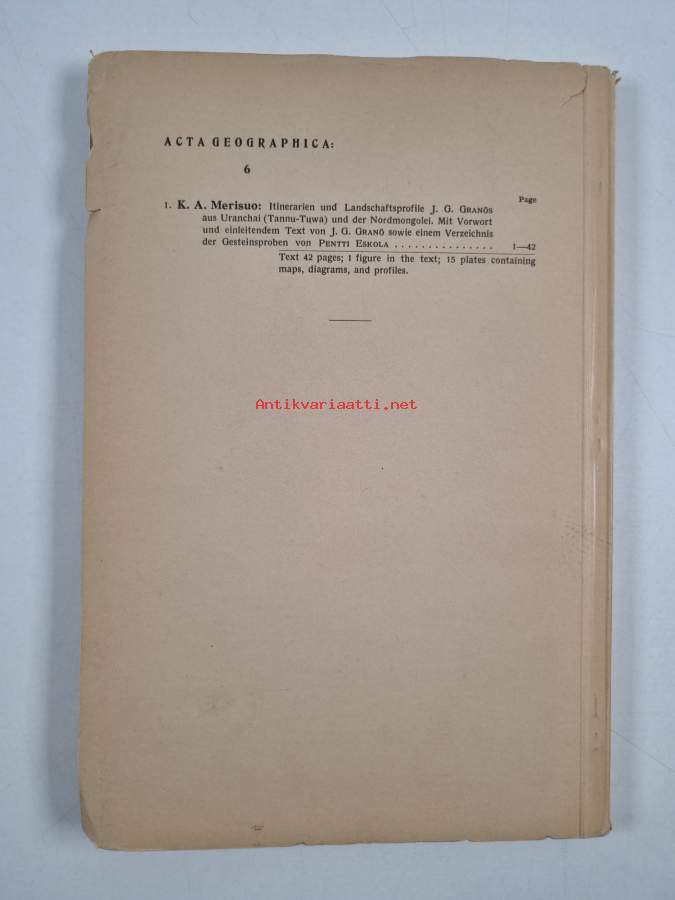 ACTA GEOGRAPHICA:
6
Page
1. K. A. Merisuo: Itinerarien und Landschaftsprofile J. G. GRANÖS
aus Uranchai (Tannu-Tuwa) und der Nordmongolei. Mit Vorwort
und einleitendem Text von J. G. GRANÖ sowie einem Verzeichnis
der Gesteinsproben von PENTTI ESKOLA . . . . . . . . . . . . . . . 1—42
Text 42 pages; 1 figure in the text; 15 plates containing
maps, diagrams, and profiles.
Antikvariaatti.net